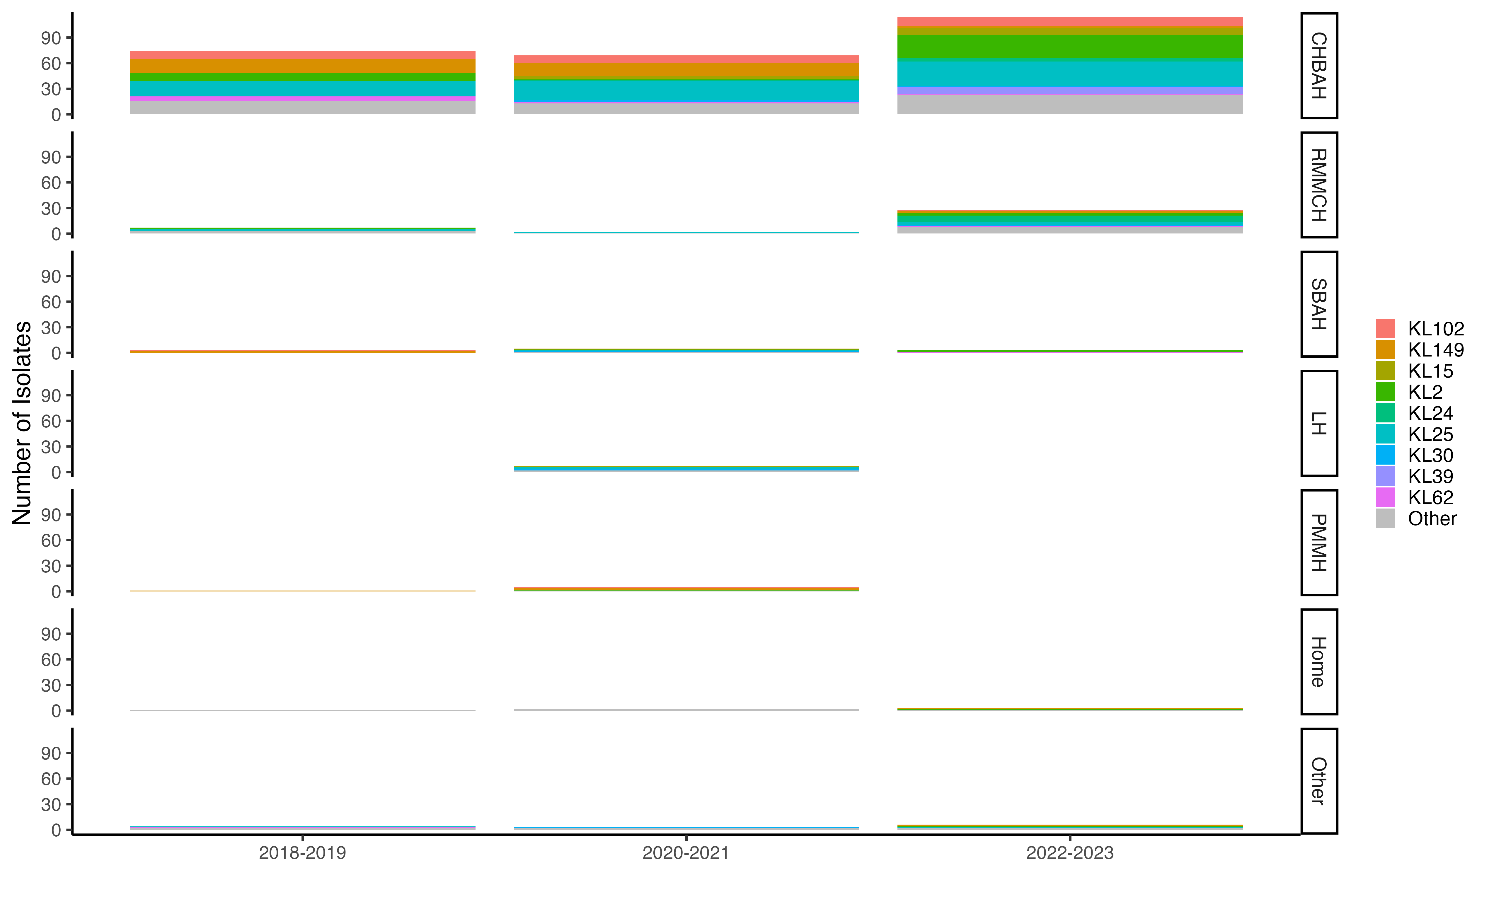 Number of Isolates
90
60
30
0
CHBAH
90
60
30
0
RMMCH
90
60
30
0
SBAH
90
60
30
0
LH
90
60
30
0
PMMH
90
60
30
0
Home
90
60
30
0
Other
2018-2019
2020-2021
2022-2023
KL102
KL149
KL15
KL2
KL24
KL25
KL30
KL39
KL62
Other